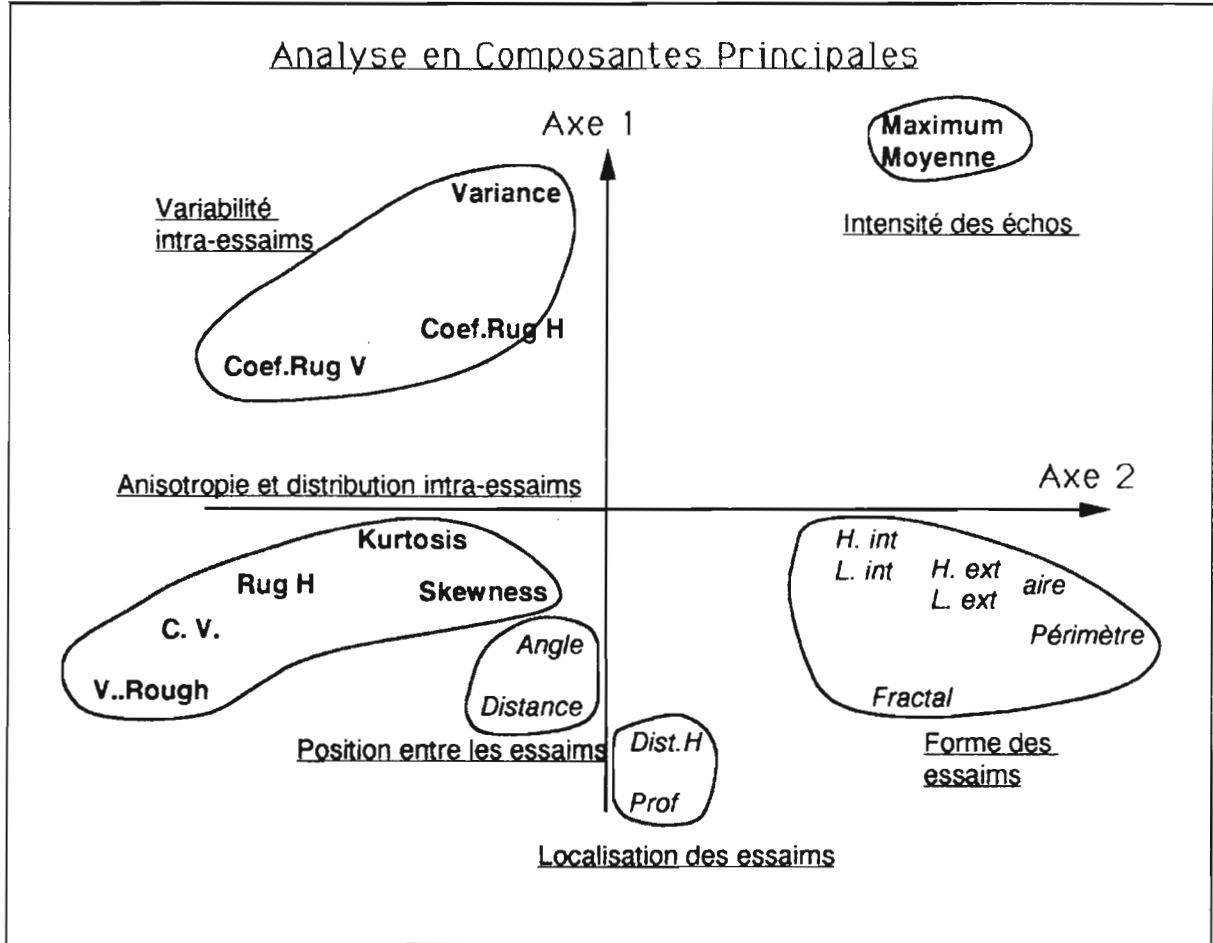 Analyse en Composantes Principales
Axe 1
Maximum
Moyenne
Intensité des échos
Variabilité
intra-essaims
Variance
Coef.Rug H
Coef.Rug V
Anisotropie et distribution intra-essaims
Axe 2
Kurtosis
Rug H
Skewness
C. V.
V..Rough
Angle
Distance
Position entre les essaims
H. int
L. int
H. ext
L. ext
aire
Périmètre
Fractal
Forme des
essaims
Dist.H
Prof
Localisation des essaims